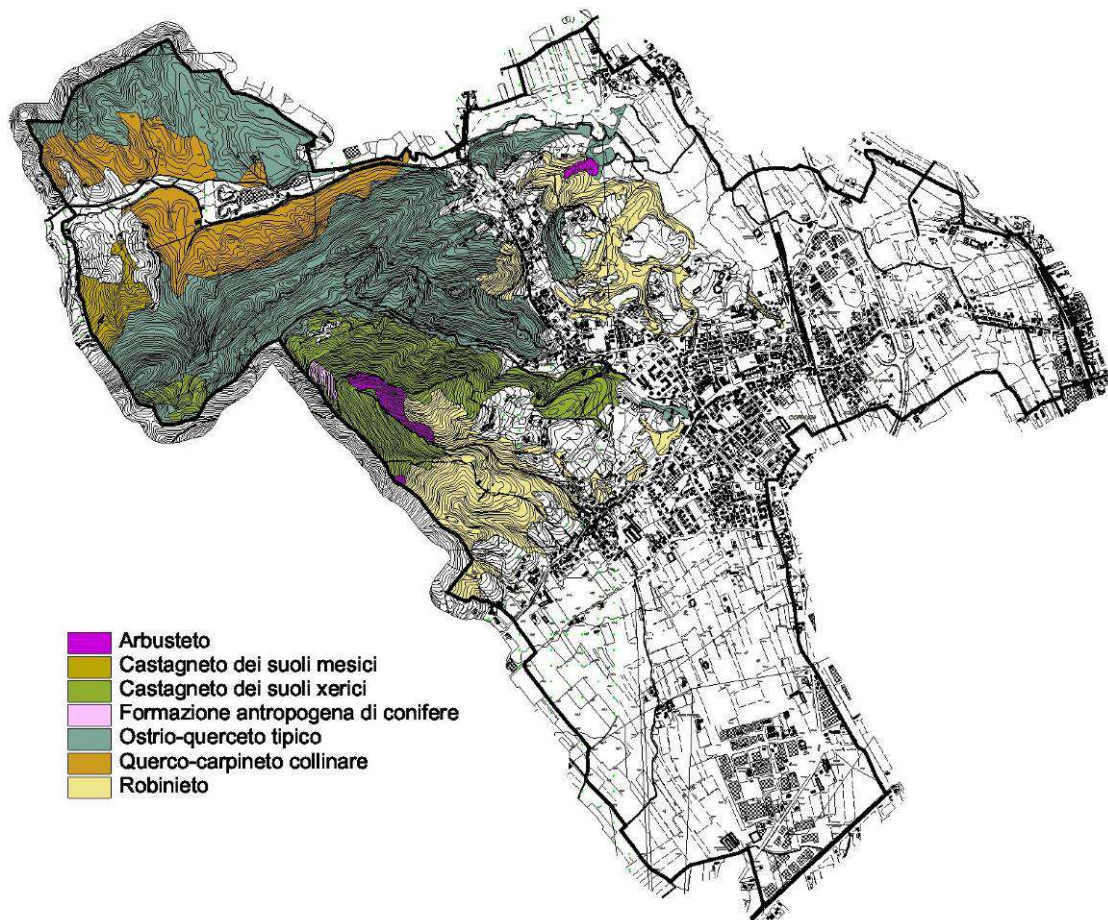 Arbusteto
Castagneto dei suoli mesici
Castagneto dei suoli xerici
Formazione antropogena di conifere
Ostrio-querceto tipico
Querco-carpineto collinare
Robinieto